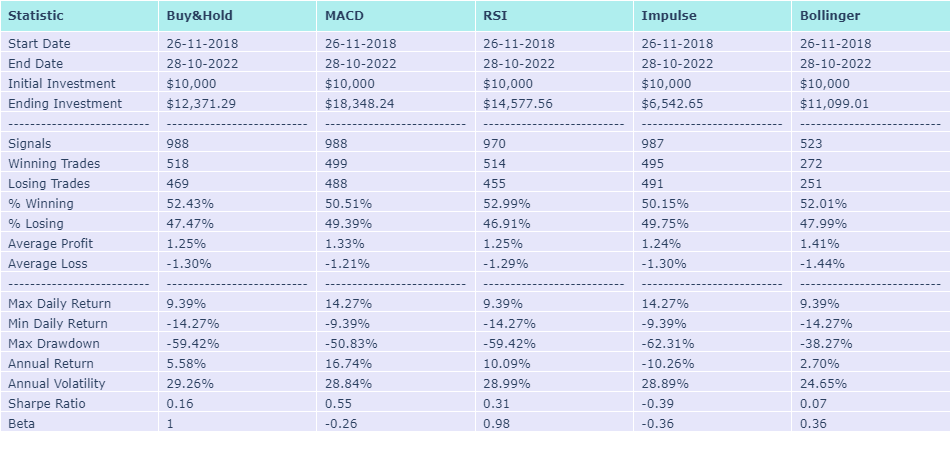 Statistic Buy&Hold MACD RSI Impulse Bollinger
Start Date 26-11-2018 26-11-2018 26-11-2018 26-11-2018 26-11-2018
End Date 28-10-2022 28-10-2022 28-10-2022 28-10-2022 28-10-2022
Initial Investment $10,000 $10,000 $10,000 $10,000 $10,000
Ending Investment $12,371.29 $18,348.24 $14,577.56 $6,542.65 $11,099.01
-------------------------- -------------------------- -------------------------- -------------------------- -------------------------- --------------------------
Signals 988 988 970 987 523
Winning Trades 518 499 514 495 272
Losing Trades 469 488 455 491 251
% Winning 52.43% 50.51% 52.99% 50.15% 52.01%
% Losing 47.47% 49.39% 46.91% 49.75% 47.99%
Average Profit 1.25% 1.33% 1.25% 1.24% 1.41%
Average Loss -1.30% -1.21% -1.29% -1.30% -1.44%
-------------------------- -------------------------- -------------------------- -------------------------- -------------------------- --------------------------
Max Daily Return 9.39% 14.27% 9.39% 14.27% 9.39%
Min Daily Return -14.27% -9.39% -14.27% -9.39% -14.27%
Max Drawdown -59.42% -50.83% -59.42% -62.31% -38.27%
Annual Return 5.58% 16.74% 10.09% -10.26% 2.70%
Annual Volatility 29.26% 28.84% 28.99% 28.89% 24.65%
Sharpe Ratio 0.16 0.55 0.31 -0.39 0.07
Beta 1 -0.26 0.98 -0.36 0.36